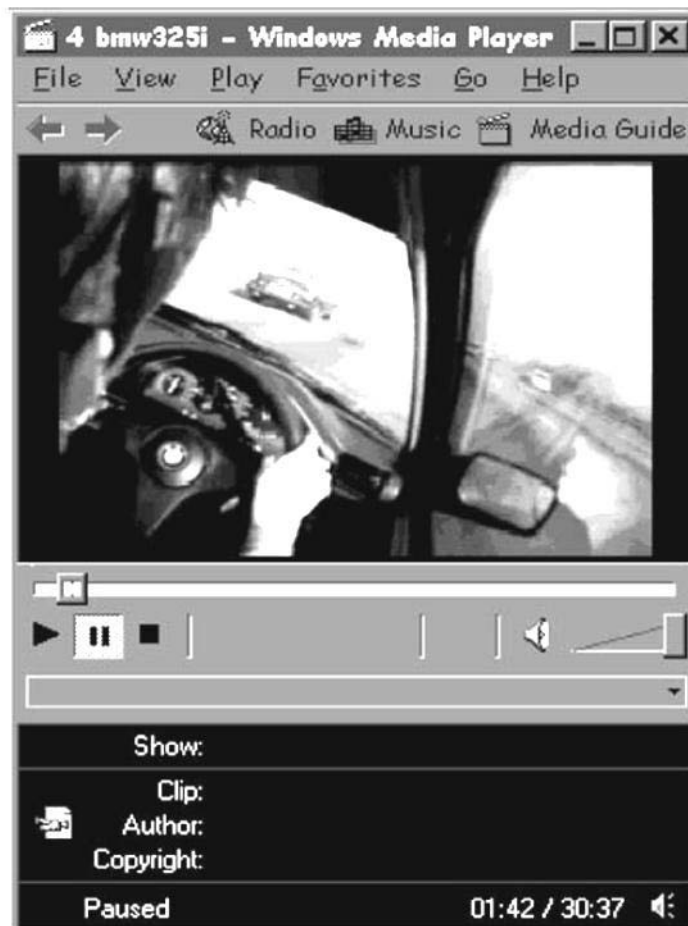 4 bmw325i - Windows Media Player
File View Play Favorites Go Help
Radio Music Media Guide
Show:
Clip:
Author:
Copyright:
Paused 01:42 / 30:37